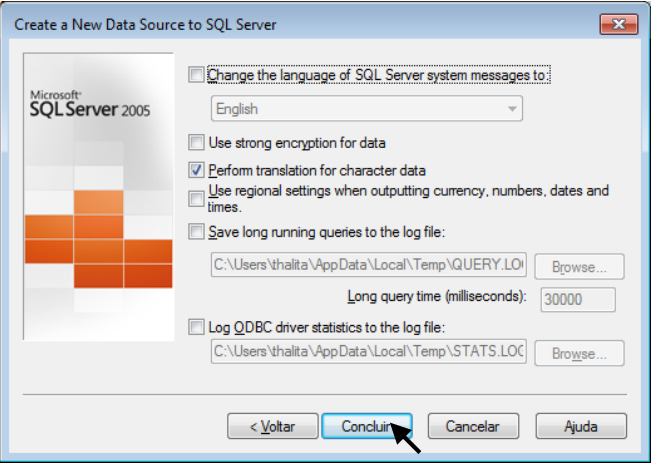 Create a New Data Source to SQL Server
Microsoft
SQL Server 2005
Change the language of SQL Server system messages to:
English
Use strong encryption for data
Perform translation for character data
Use regional settings when outputting currency, numbers, dates and
times.
Save long running queries to the log file:
C:\Users\thalita\AppData\Local\Temp\QUERY.LO
Browse...
Long query time (milliseconds):
30000
Log ODBC driver statistics to the log file:
C:\Users\thalita\AppData\Local\Temp\STATS.LOG
Browse...
< Voltar
Concluir
Cancelar
Ajuda